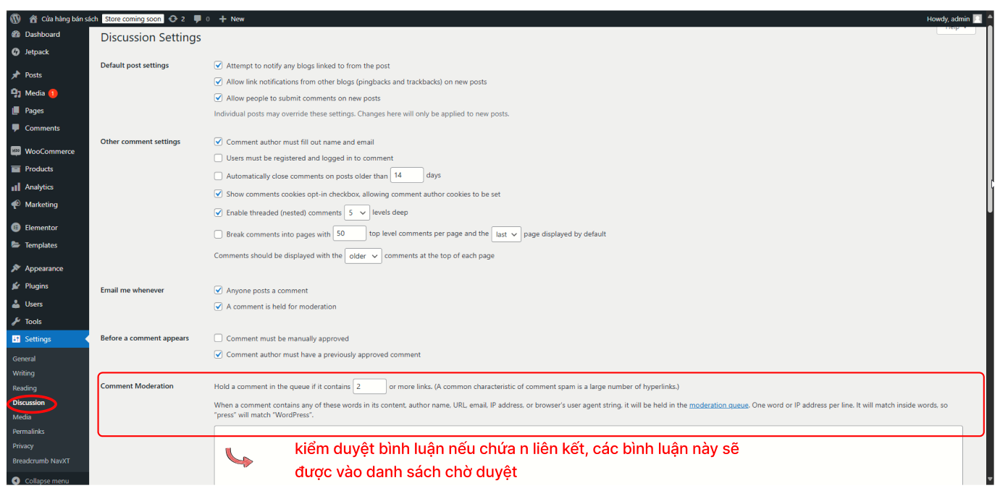 Cửa hàng bán sách Store coming soon 2 0 New Howdy, admin
Dashboard
Jetpack
Posts
Media 1
Pages
Comments
WooCommerce
Products
Analytics
Marketing
Elementor
Templates
Appearance
Plugins
Users
Tools
Settings
General
Writing
Reading
Discussion
Media
Permalinks
Privacy
Breadcrumb NavXT
Collapse menu
Help
Discussion Settings
Default post settings
Attempt to notify any blogs linked to from the post
Allow link notifications from other blogs (pingbacks and trackbacks) on new posts
Allow people to submit comments on new posts
Individual posts may override these settings. Changes here will only be applied to new posts.
Other comment settings
Comment author must fill out name and email
Users must be registered and logged in to comment
Automatically close comments on posts older than 14 days
Show comments cookies opt-in checkbox, allowing comment author cookies to be set
Enable threaded (nested) comments 5 levels deep
Break comments into pages with 50 top level comments per page and the last page displayed by default
Comments should be displayed with the older comments at the top of each page
Email me whenever
Anyone posts a comment
A comment is held for moderation
Before a comment appears
Comment must be manually approved
Comment author must have a previously approved comment
Comment Moderation
Hold a comment in the queue if it contains 2 or more links. (A common characteristic of comment spam is a large number of hyperlinks.)
When a comment contains any of these words in its content, author name, URL, email, IP address, or browser's user agent string, it will be held in the moderation queue. One word or IP address per line. It will match inside words, so
"press" will match "WordPress".
kiểm duyệt bình luận nếu chứa n liên kết, các bình luận này sẽ
được vào danh sách chờ duyệt